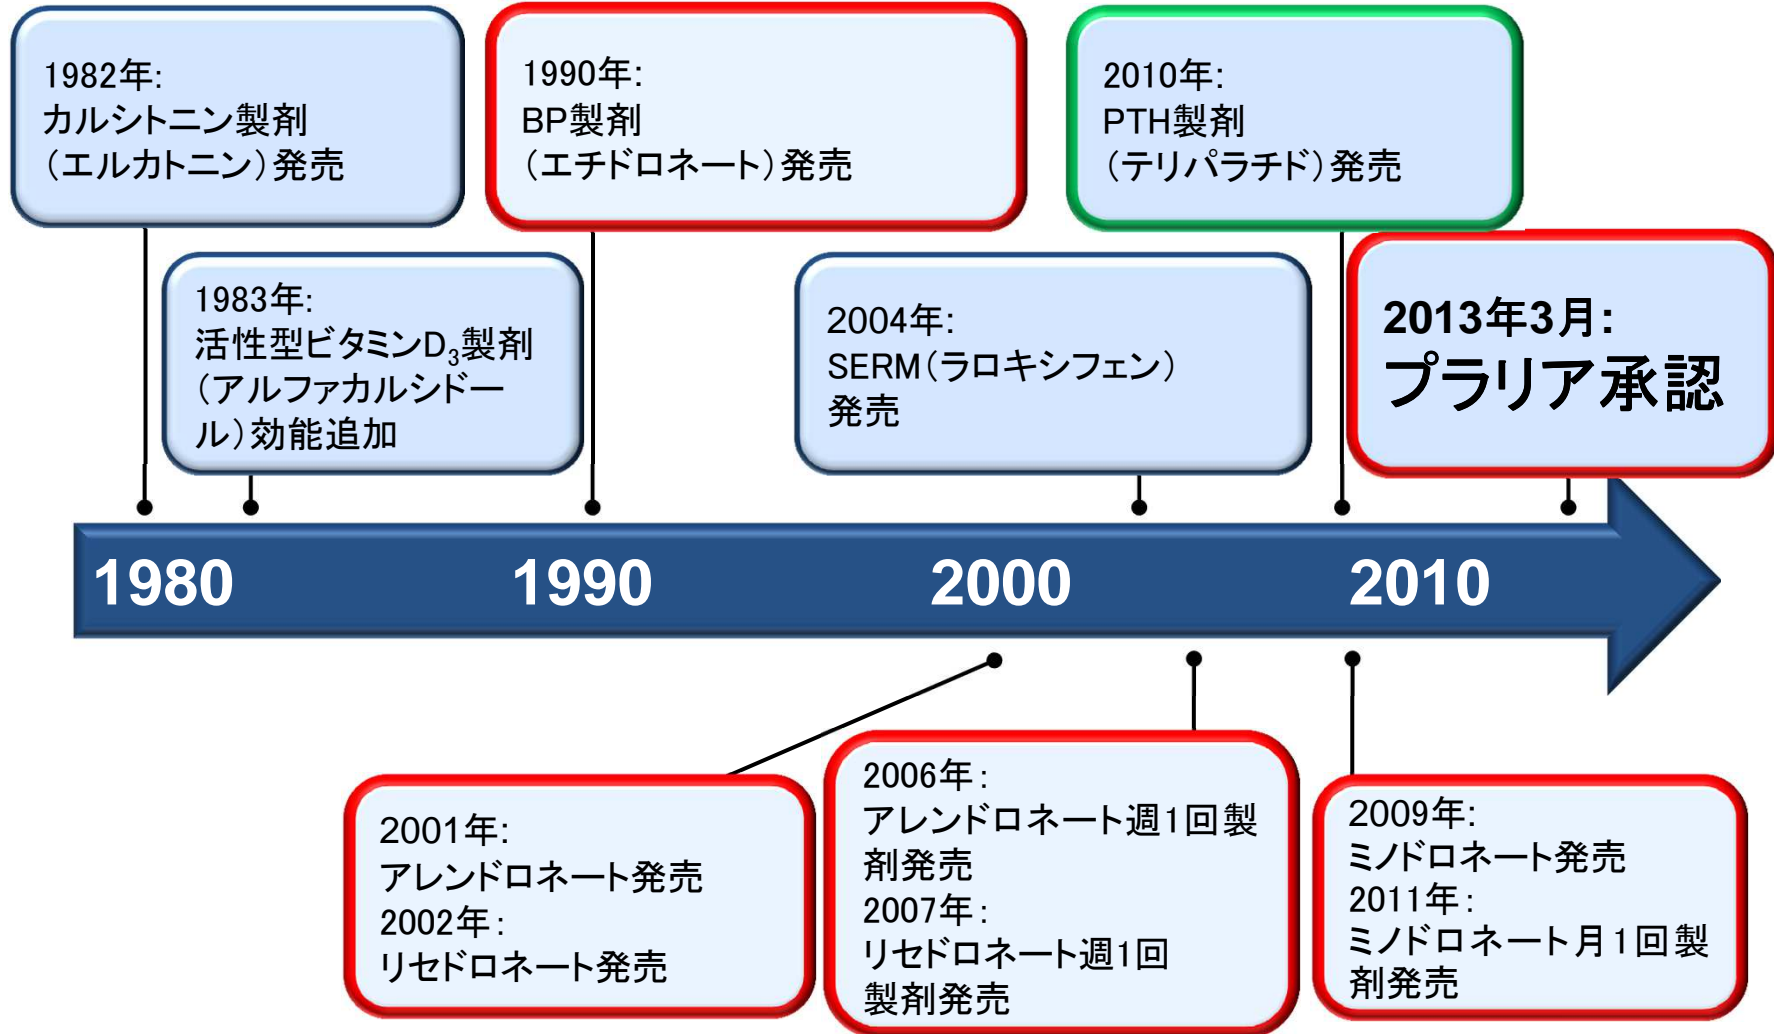 1982年:
カルシトニン製剤
（エルカトニン）発売
1990年:
BP製剤
（エチドロネート）発売
2010年:
PTH製剤
（テリパラチド）発売
1983年:
活性型ビタミンD₃製剤
（アルファカルシドー
ル）効能追加
2004年:
SERM（ラロキシフェン）
発売
2013年3月:
プラリア承認
1980 1990 2000 2010
2001年:
アレンドロネート発売
2002年:
リセドロネート発売
2006年:
アレンドロネート週1回製
剤発売
2007年:
リセドロネート週1回
製剤発売
2009年:
ミノドロネート発売
2011年:
ミノドロネート月1回製
剤発売